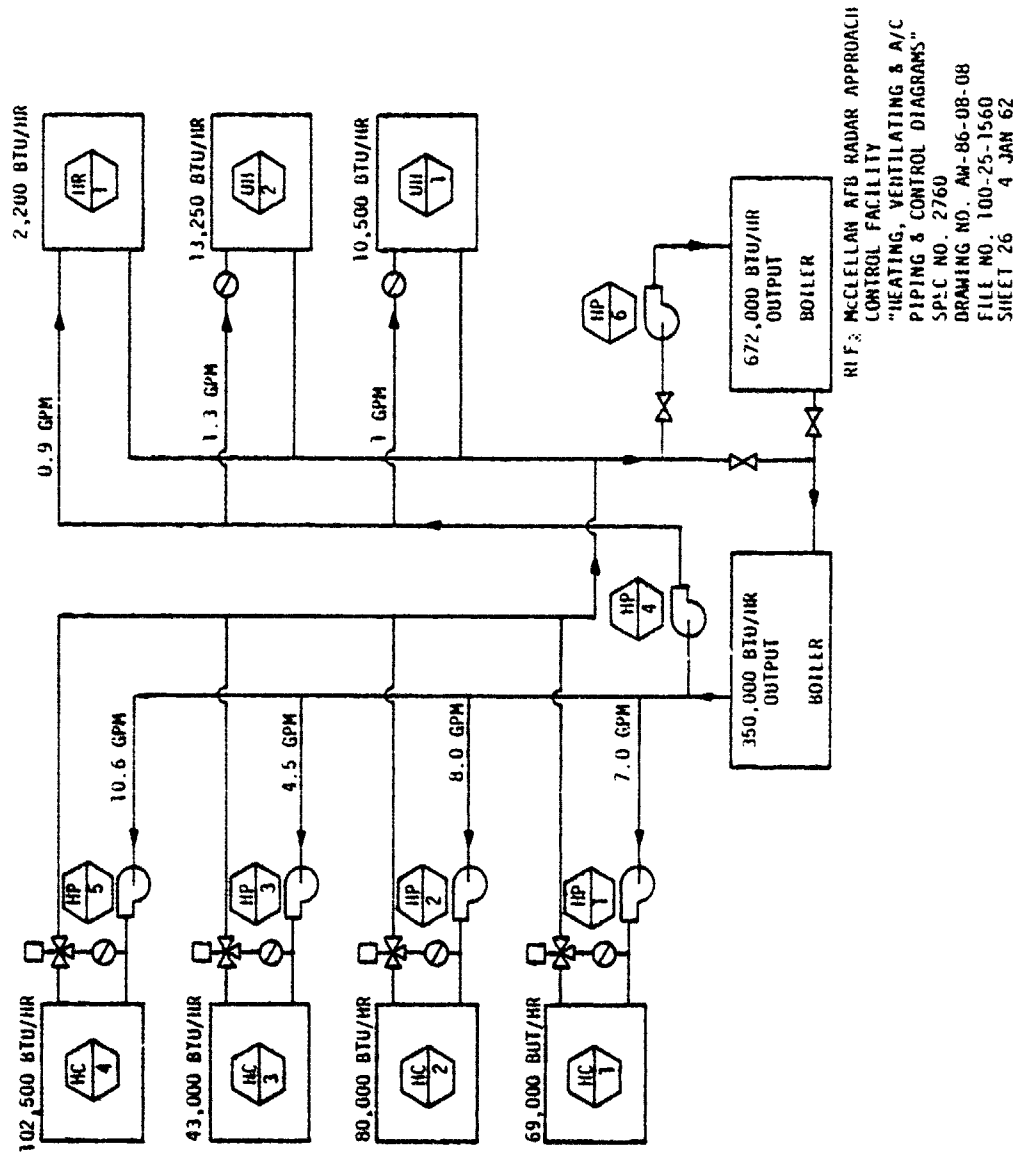 102,500 BTU/HR
HC
4
HP
5
10.6 GPM
43,000 BTU/HR
HC
3
HP
3
4.5 GPM
80,000 BTU/HR
HC
2
HP
2
8.0 GPM
69,000 BUT/HR
HC
1
HP
1
7.0 GPM
2,200 BTU/HR
HR
1
0.9 GPM
13,250 BTU/HR
UH
2
1.3 GPM
10,500 BTU/HR
UH
1
1 GPM
HP
4
HP
6
350,000 BTU/HR
OUTPUT
BOILER
672,000 BTU/HR
OUTPUT
BOILER
REF: McCLELLAN AFB RADAR APPROACH
CONTROL FACILITY
"HEATING, VENTILATING & A/C
PIPING & CONTROL DIAGRAMS"
SPEC NO. 2760
DRAWING NO. AW-86-08-08
FILE NO. 100-25-1560
SHEET 26 4 JAN 62